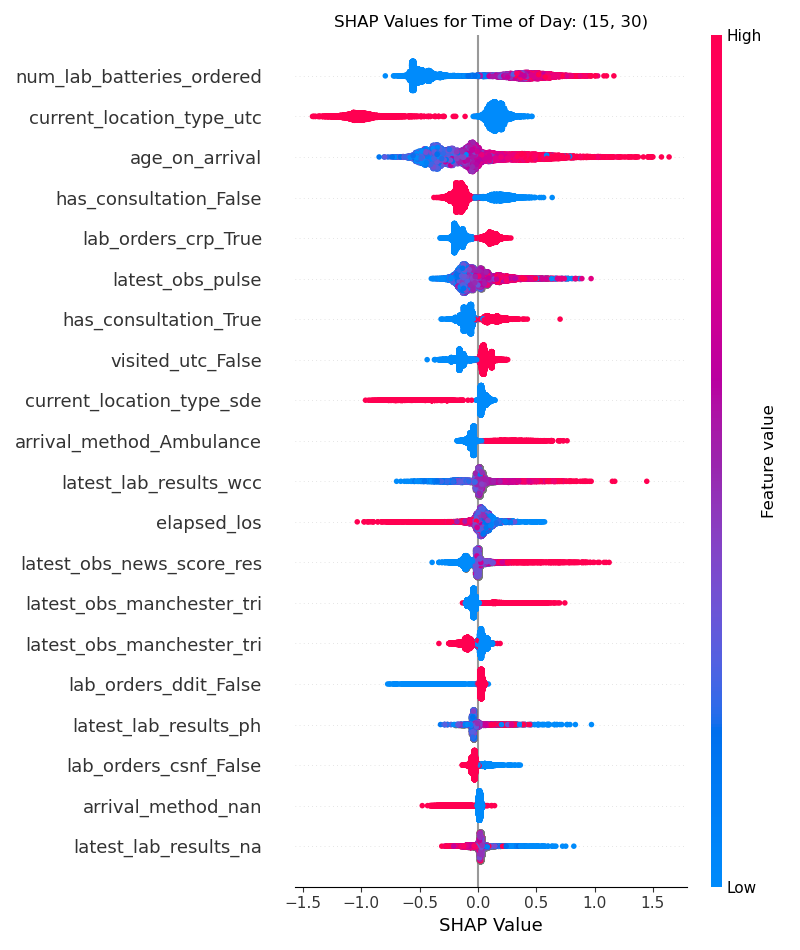 SHAP Values for Time of Day: (15, 30)
High
num_lab_batteries_ordered
current_location_type_utc
age_on_arrival
has_consultation_False
lab_orders_crp_True
latest_obs_pulse
has_consultation_True
visited_utc_False
current_location_type_sde
arrival_method_Ambulance
latest_lab_results_wcc
elapsed_los
latest_obs_news_score_res
latest_obs_manchester_tri
latest_obs_manchester_tri
lab_orders_ddit_False
latest_lab_results_ph
lab_orders_csnf_False
arrival_method_nan
latest_lab_results_na
Feature value
Low
−1.5 −1.0 −0.5 0.0 0.5 1.0 1.5
SHAP Value